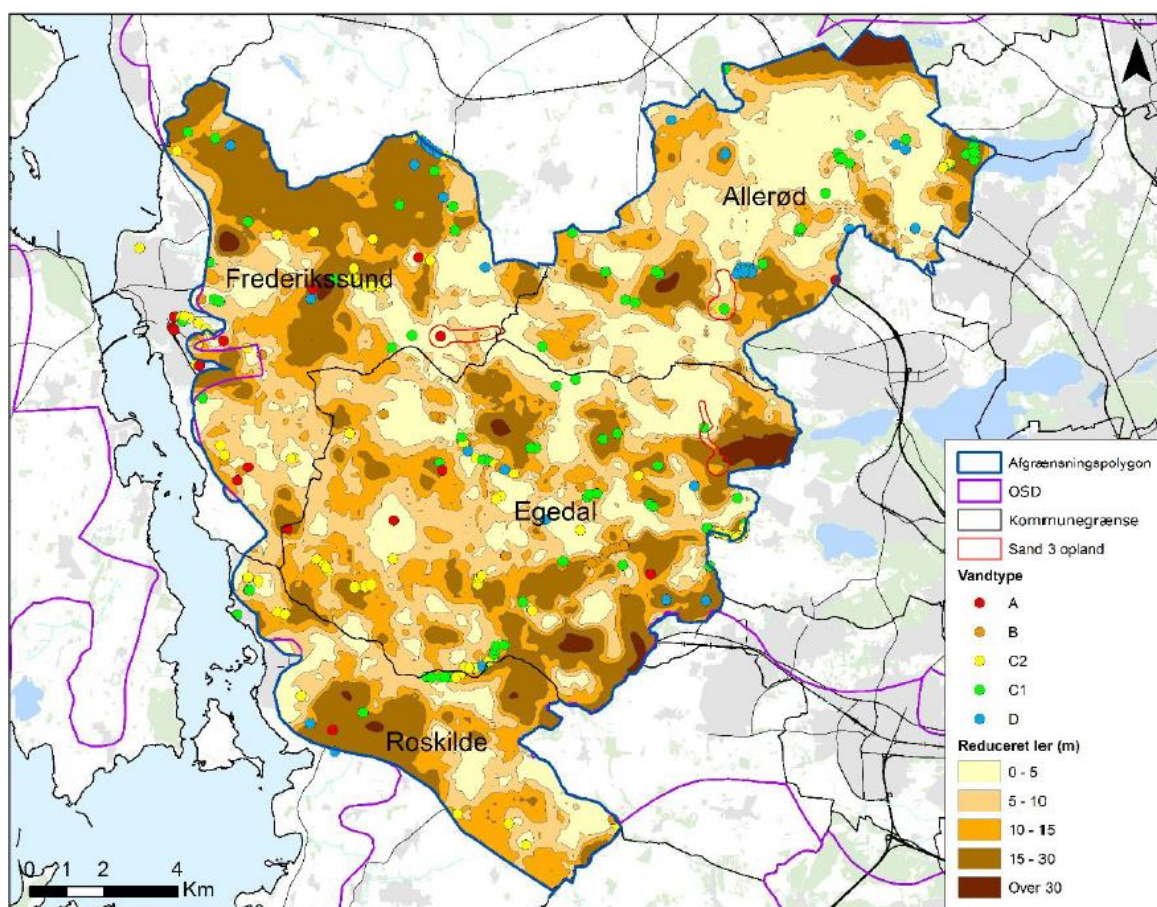 N
Allerød
Frederikssund
Egedal
Roskilde
0 1 2 4
Km
Afgrænsningspolygon
OSD
Kommunegrænse
Sand 3 opland
Vandtype
A
B
C2
C1
D
Reduceret ler (m)
0 - 5
5 - 10
10 - 15
15 - 30
Over 30